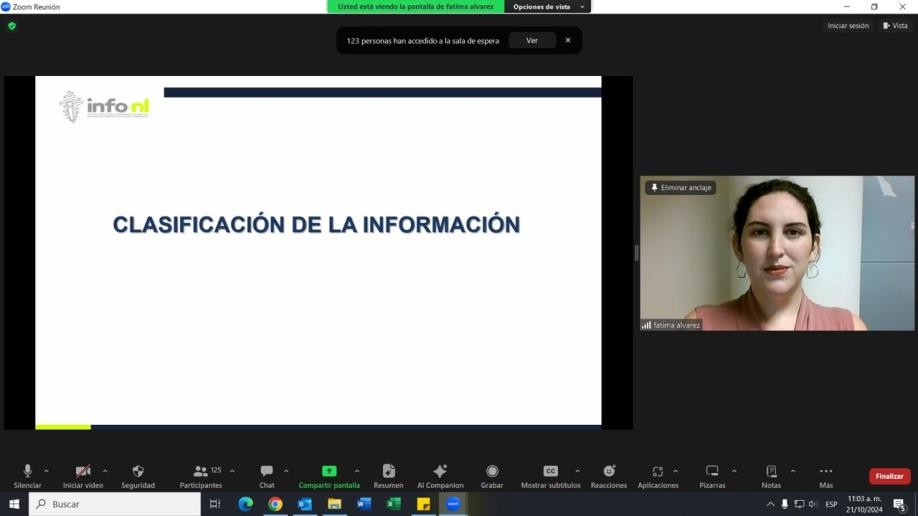 Zoom Reunión
Usted está viendo la pantalla de fatima alvarez
Opciones de vista
123 personas han accedido a la sala de espera
Ver
Iniciar sesión
Vista
info nl
CLASIFICACIÓN DE LA INFORMACIÓN
Eliminar anclaje
fatima alvarez
Silenciar
Iniciar video
Seguridad
Participantes
125
Chat
Compartir pantalla
Resumen
AI Companion
Grabar
CC
Mostrar subtítulos
Reacciones
Aplicaciones
Pizarras
Notas
Más
Finalizar
Buscar
ESP
11:03 a. m.
21/10/2024